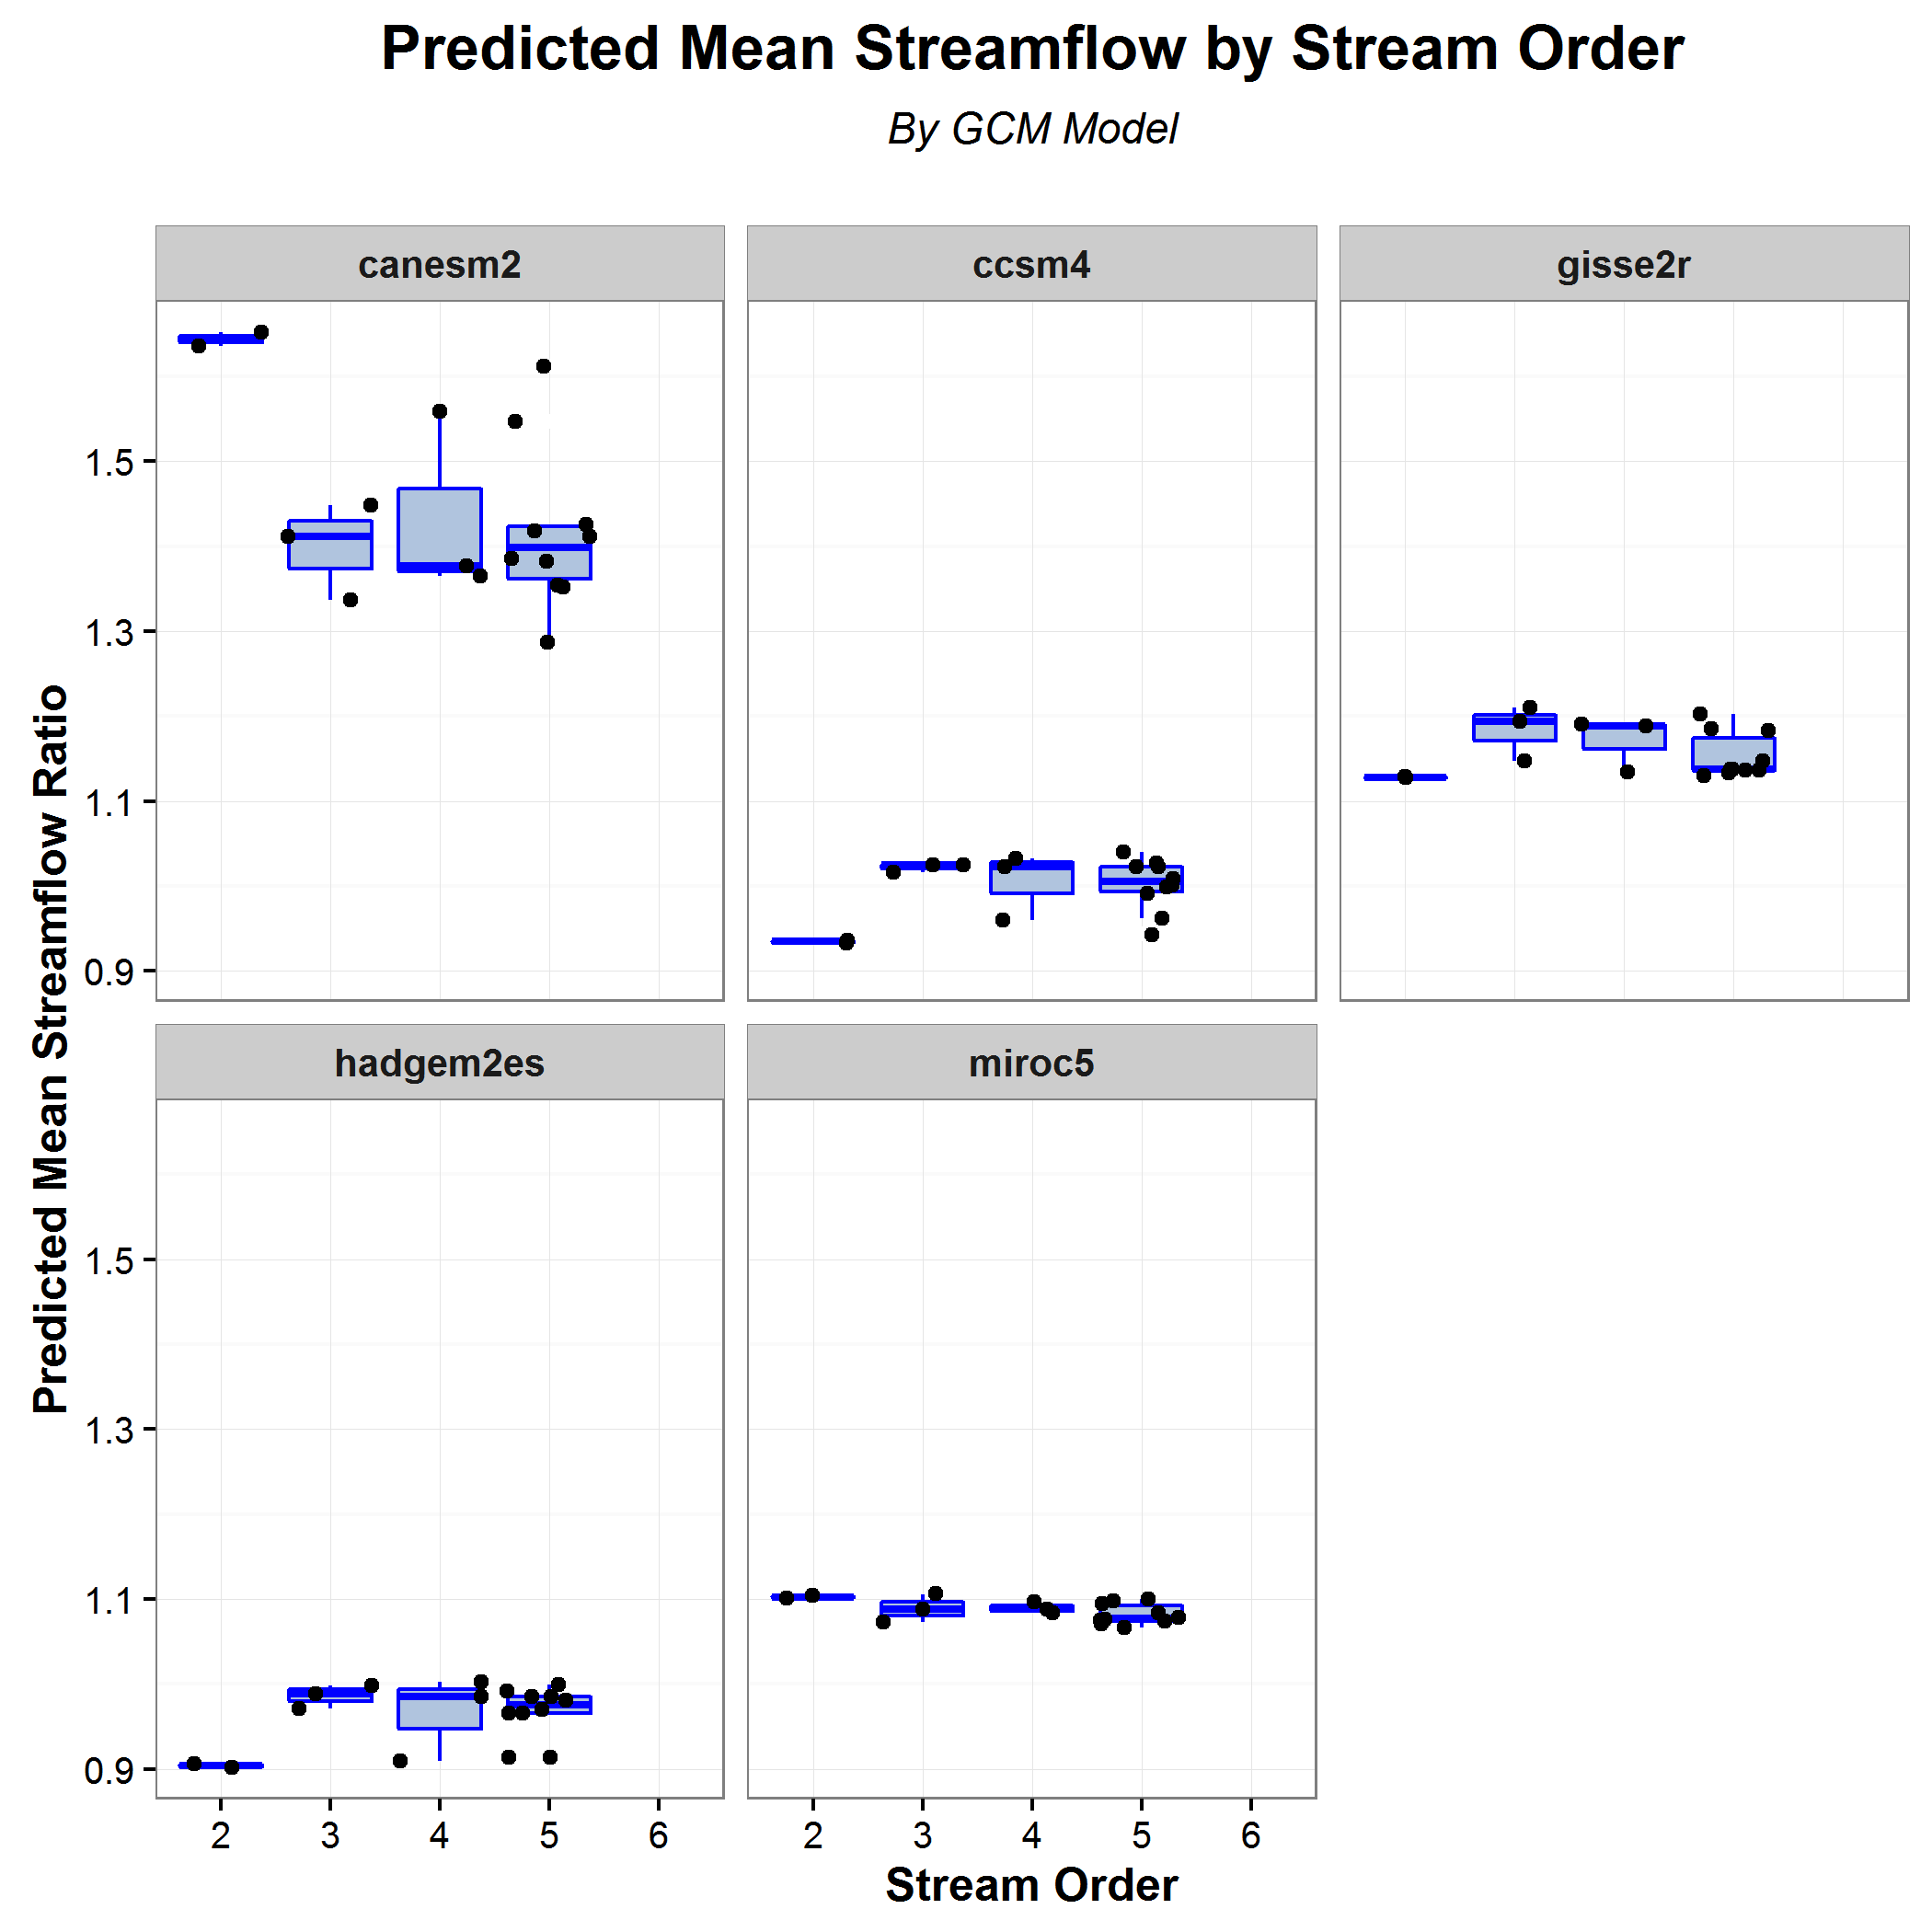 Predicted Mean Streamflow by Stream Order
By GCM Model
canesm2
ccsm4
gisse2r
1.5
1.3
1.1
0.9
Predicted Mean Streamflow Ratio
hadgem2es
miroc5
1.5
1.3
1.1
0.9
2 3 4 5 6
2 3 4 5 6
Stream Order